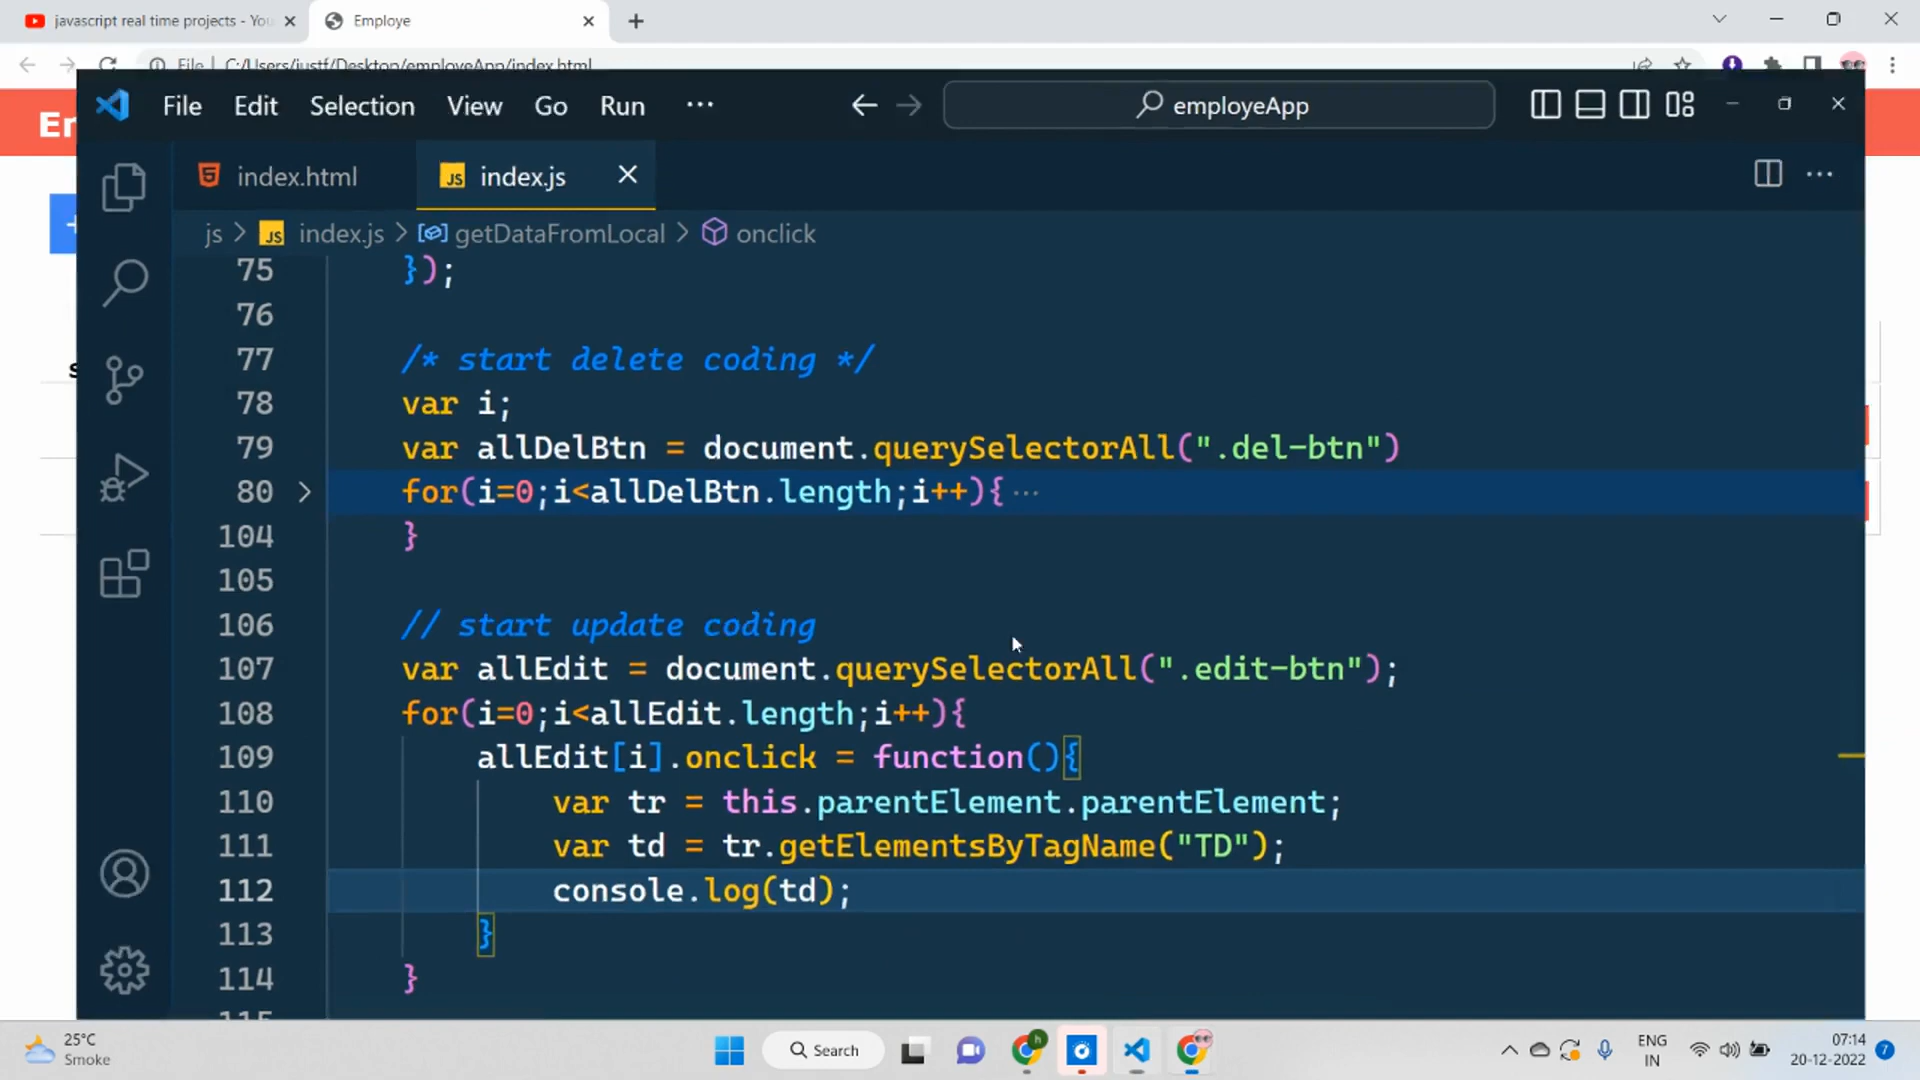 javascript real time projects - You
Employe
File | C:/Users/justf/Desktop/employeApp/index.html
File Edit Selection View Go Run ··· employeApp
index.html index.js
js > index.js > getDataFromLocal > onclick
75 });
76
77 /* start delete coding */
78 var i;
79 var allDelBtn = document.querySelectorAll(".del-btn")
80 for(i=0;i<allDelBtn.length;i++){ ···
104 }
105
106 // start update coding
107 var allEdit = document.querySelectorAll(".edit-btn");
108 for(i=0;i<allEdit.length;i++){
109 allEdit[i].onclick = function(){
110 var tr = this.parentElement.parentElement;
111 var td = tr.getElementsByTagName("TD");
112 console.log(td);
113 }
114 }
25°C
Smoke
Search
ENG
IN
07:14
20-12-2022
7